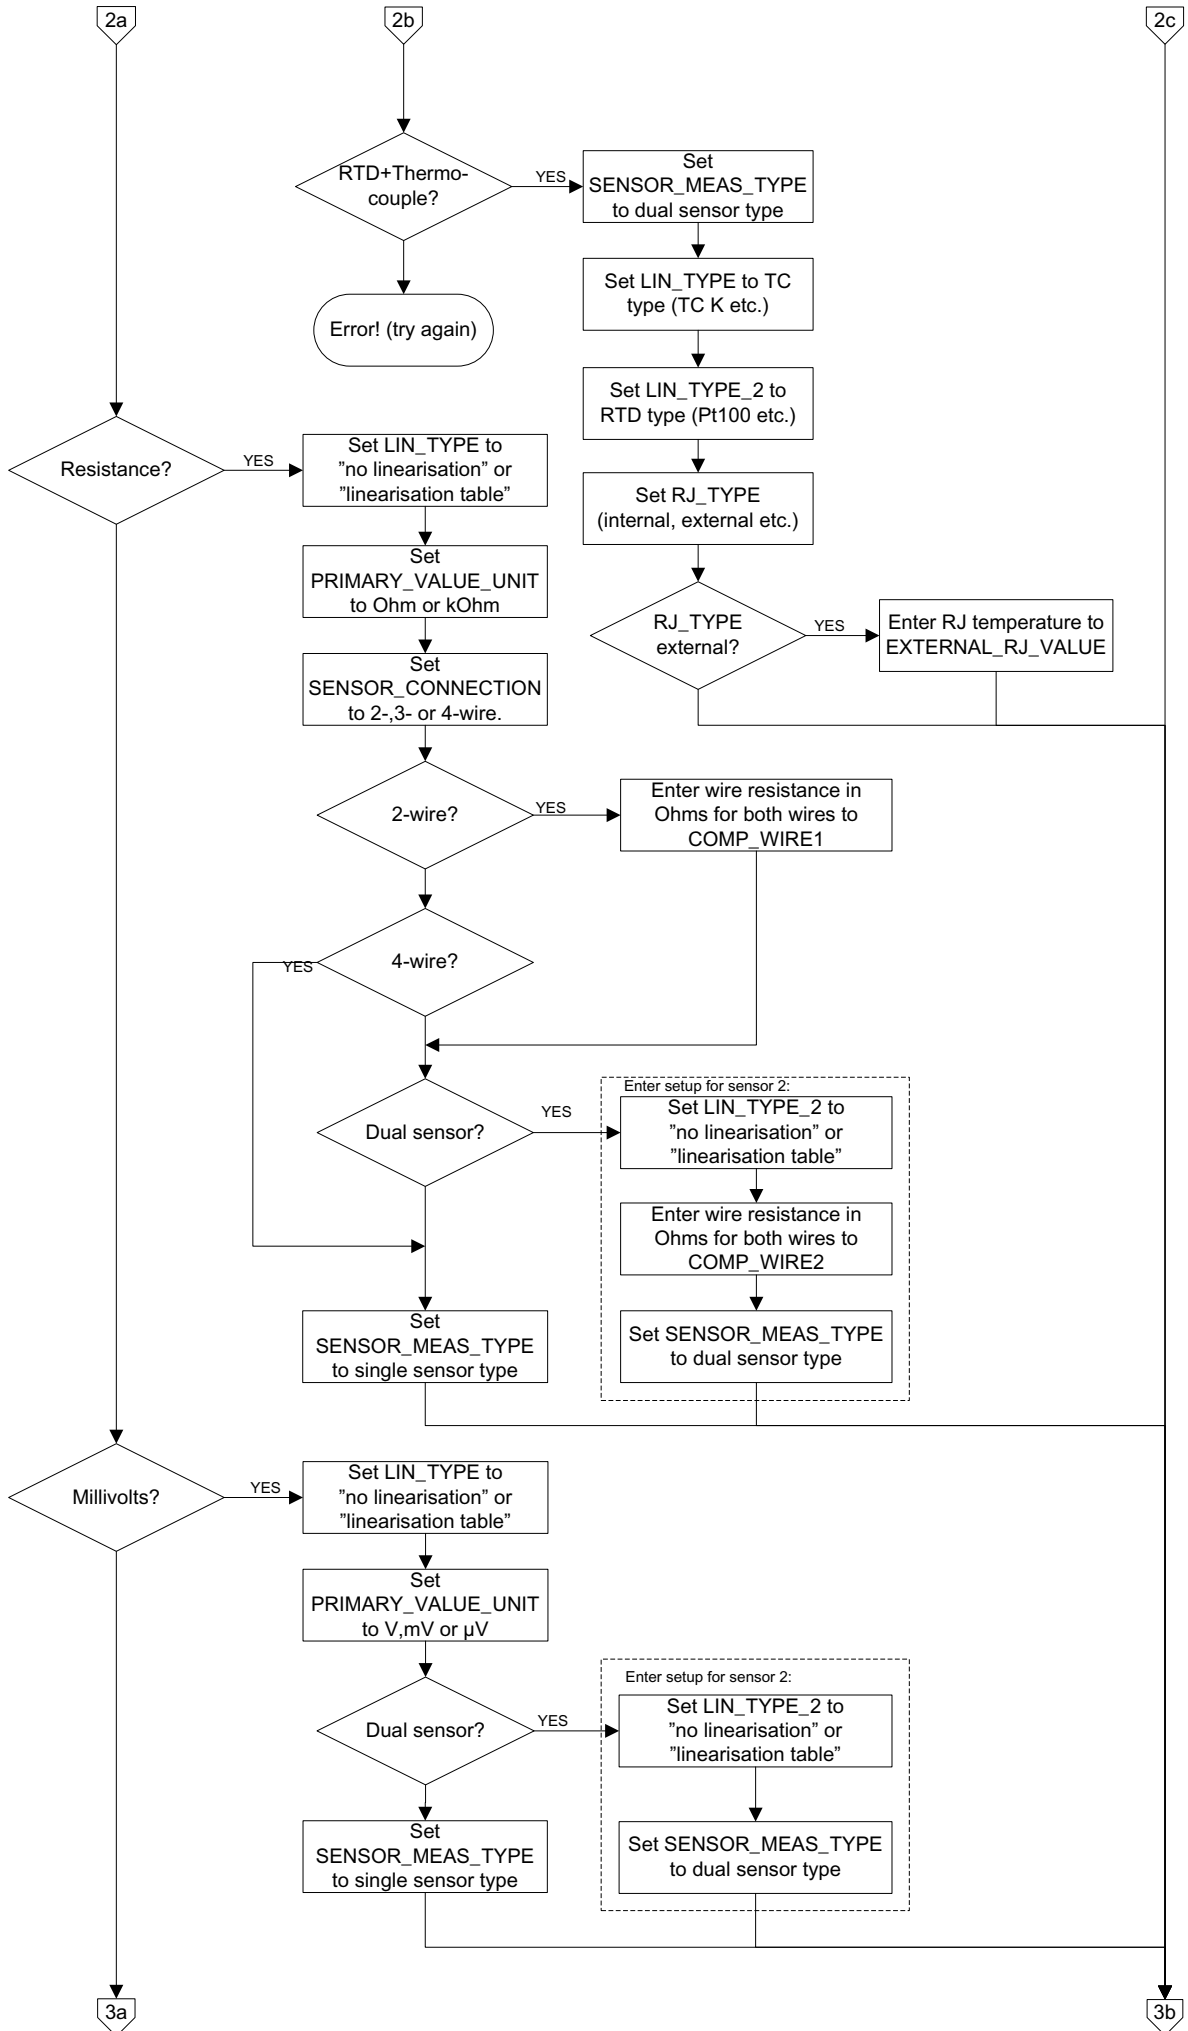 2a
2b
2c
RTD+Thermo-
couple?
YES
Set
SENSOR_MEAS_TYPE
to dual sensor type
Set LIN_TYPE to TC
type (TC K etc.)
Error! (try again)
Set LIN_TYPE_2 to
RTD type (Pt100 etc.)
Resistance?
YES
Set LIN_TYPE to
”no linearisation” or
”linearisation table”
Set RJ_TYPE
(internal, external etc.)
Set
PRIMARY_VALUE_UNIT
to Ohm or kOhm
RJ_TYPE
external?
YES
Enter RJ temperature to
EXTERNAL_RJ_VALUE
Set
SENSOR_CONNECTION
to 2-,3- or 4-wire.
2-wire?
YES
Enter wire resistance in
Ohms for both wires to
COMP_WIRE1
4-wire?
YES
Dual sensor?
YES
Enter setup for sensor 2:
Set LIN_TYPE_2 to
”no linearisation” or
”linearisation table”
Enter wire resistance in
Ohms for both wires to
COMP_WIRE2
Set
SENSOR_MEAS_TYPE
to single sensor type
Set SENSOR_MEAS_TYPE
to dual sensor type
Millivolts?
YES
Set LIN_TYPE to
”no linearisation” or
”linearisation table”
Set
PRIMARY_VALUE_UNIT
to V,mV or µV
Dual sensor?
YES
Enter setup for sensor 2:
Set LIN_TYPE_2 to
”no linearisation” or
”linearisation table”
Set
SENSOR_MEAS_TYPE
to single sensor type
Set SENSOR_MEAS_TYPE
to dual sensor type
3a
3b